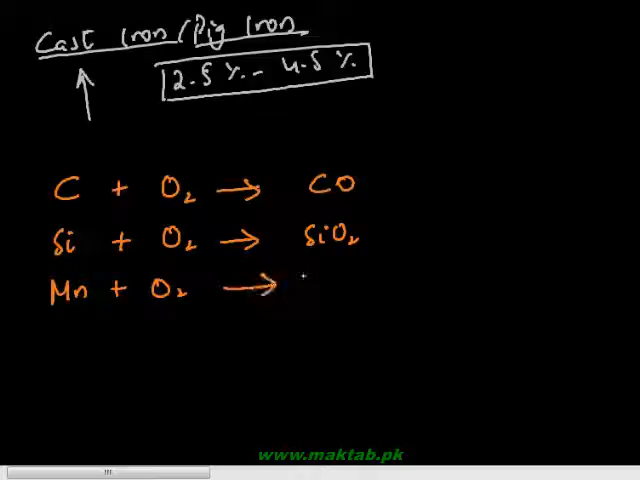 Cast Iron / Pig Iron
2.5 % - 4.5 %
C + O₂ → CO
Si + O₂ → SiO₂
Mn + O₂ →
www.maktab.pk